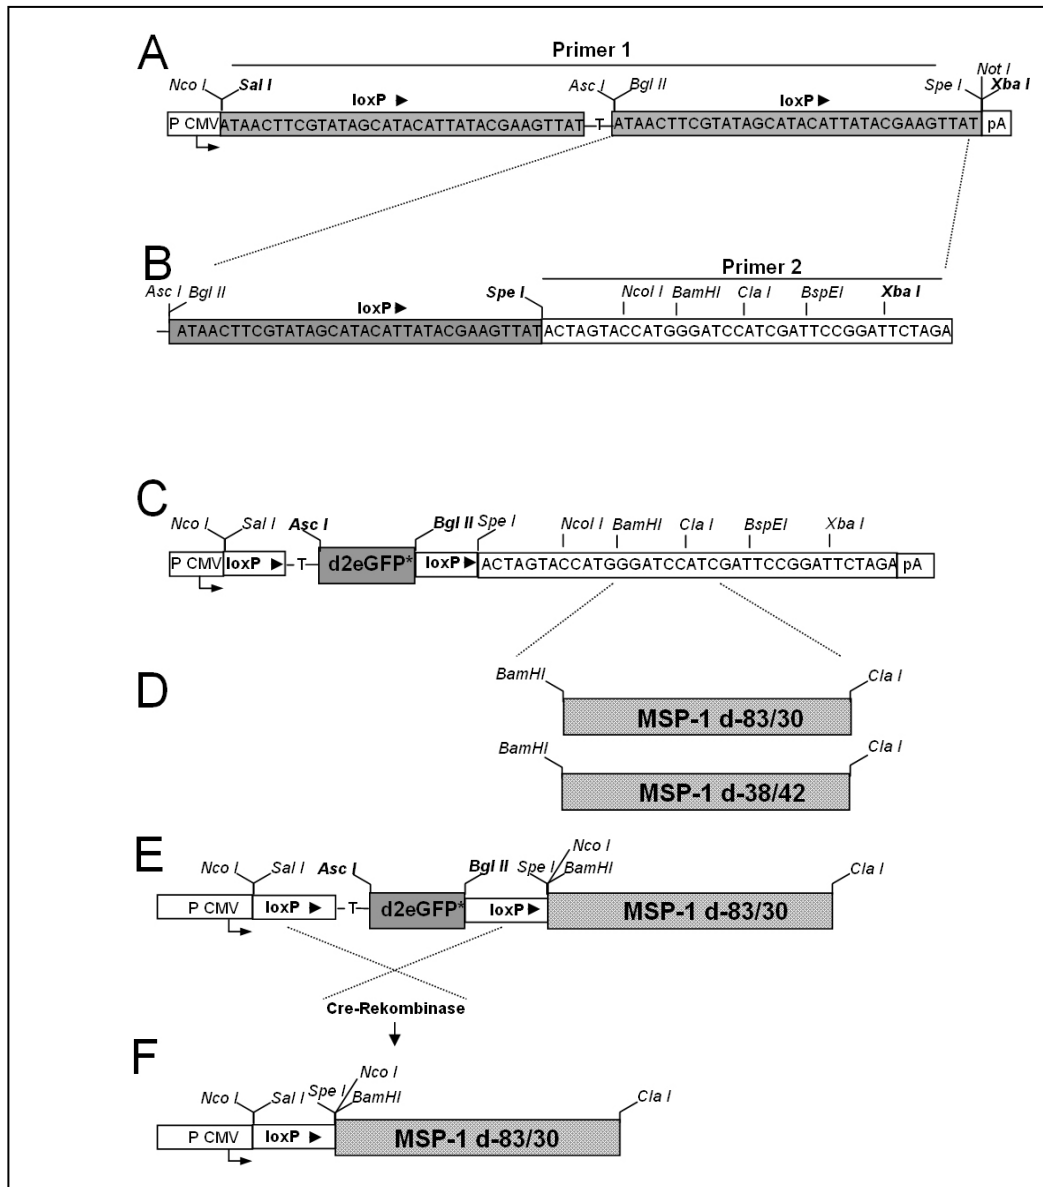 A
Primer 1
Nco I Sal I
loxP ►
Asc I Bgl II
loxP ►
Spe I Not I Xba I
P CMV ATAACTTCGTATAGCATACATTATACGAAGTTAT T ATAACTTCGTATAGCATACATTATACGAAGTTAT pA
B
Primer 2
Asc I Bgl II
loxP ►
Spe I
NcoI I BamHI Cla I BspEI Xba I
ATAACTTCGTATAGCATACATTATACGAAGTTAT ACTAGTACCATGGGATCCATCGATTCCGGATTCTAGA
C
Nco I Sal I Asc I Bgl II Spe I NcoI I BamHI Cla I BspEI Xba I
P CMV loxP ► T d2eGFP* loxP ► ACTAGTACCATGGGATCCATCGATTCCGGATTCTAGA pA
D
BamHI Cla I
MSP-1 d-83/30
BamHI Cla I
MSP-1 d-38/42
E
Nco I
Nco I Sal I Asc I Bgl II Spe I BamHI Cla I
P CMV loxP ► T d2eGFP* loxP ► MSP-1 d-83/30
Cre-Rekombinase
F
Nco I
Nco I Sal I Spe I BamHI Cla I
P CMV loxP ► MSP-1 d-83/30